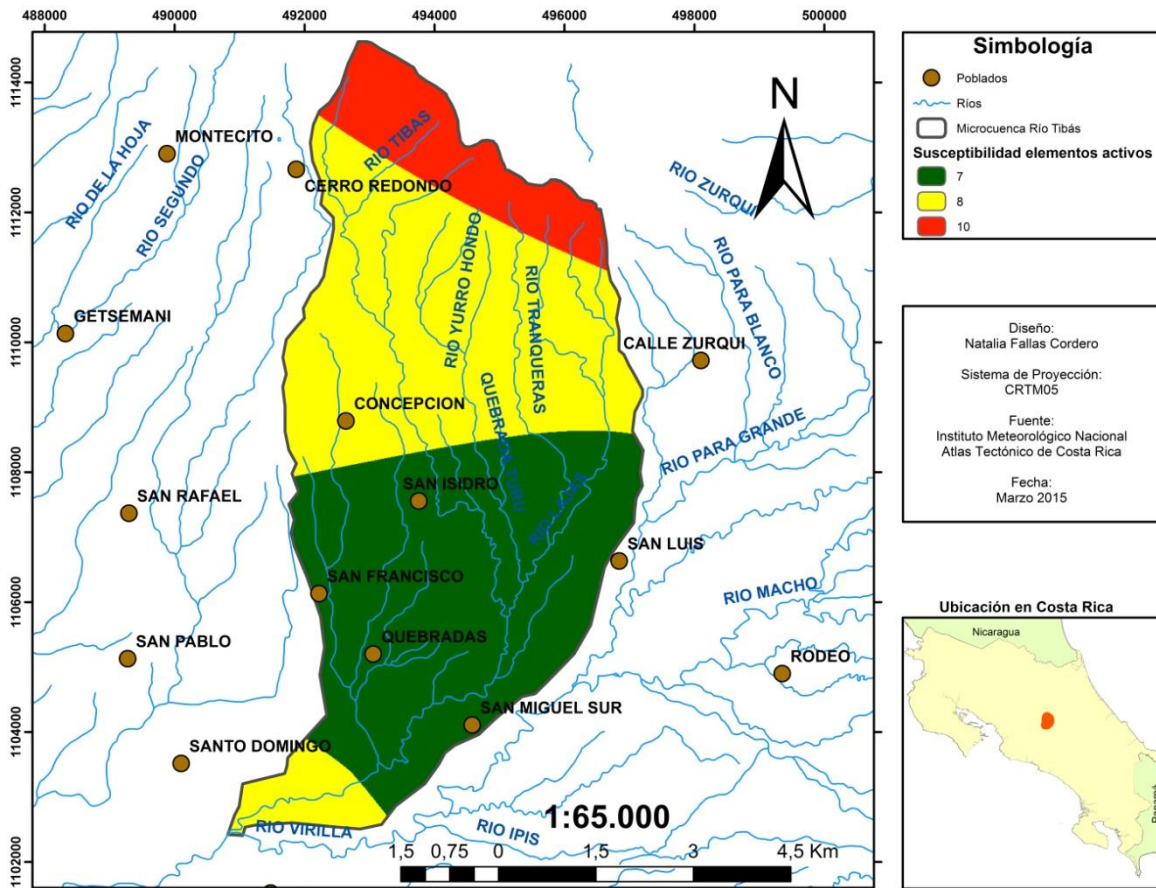 488000 490000 492000 494000 496000 498000 500000
1114000
1112000
1110000
1108000
1106000
1104000
1102000
RIO DE LA HOJA
MONTECITO
RIO SEGUNDO
CERRO REDONDO
RIO TIBAS
N
RIO ZURQUI
RIO YURRO HONDO
RIO TRANQUERAS
RIO PARA BLANCO
GETSEMANI
CALLE ZURQUI
CONCEPCION
QUEBRADA TURU
RIO PARA GRANDE
SAN RAFAEL
SAN ISIDRO
SAN LUIS
SAN FRANCISCO
RIO MACHO
SAN PABLO
QUEBRADAS
RODEO
SAN MIGUEL SUR
SANTO DOMINGO
RIO VIRILLA
RIO IPIS
1:65.000
1,5 0,75 0 1,5 3 4,5 Km
Simbología
Poblados
Ríos
Microcuenca Río Tibás
Susceptibilidad elementos activos
7
8
10
Diseño:
Natalia Fallas Cordero
Sistema de Proyección:
CRTM05
Fuente:
Instituto Meteorológico Nacional
Atlas Tectónico de Costa Rica
Fecha:
Marzo 2015
Ubicación en Costa Rica
Nicaragua
Panamá